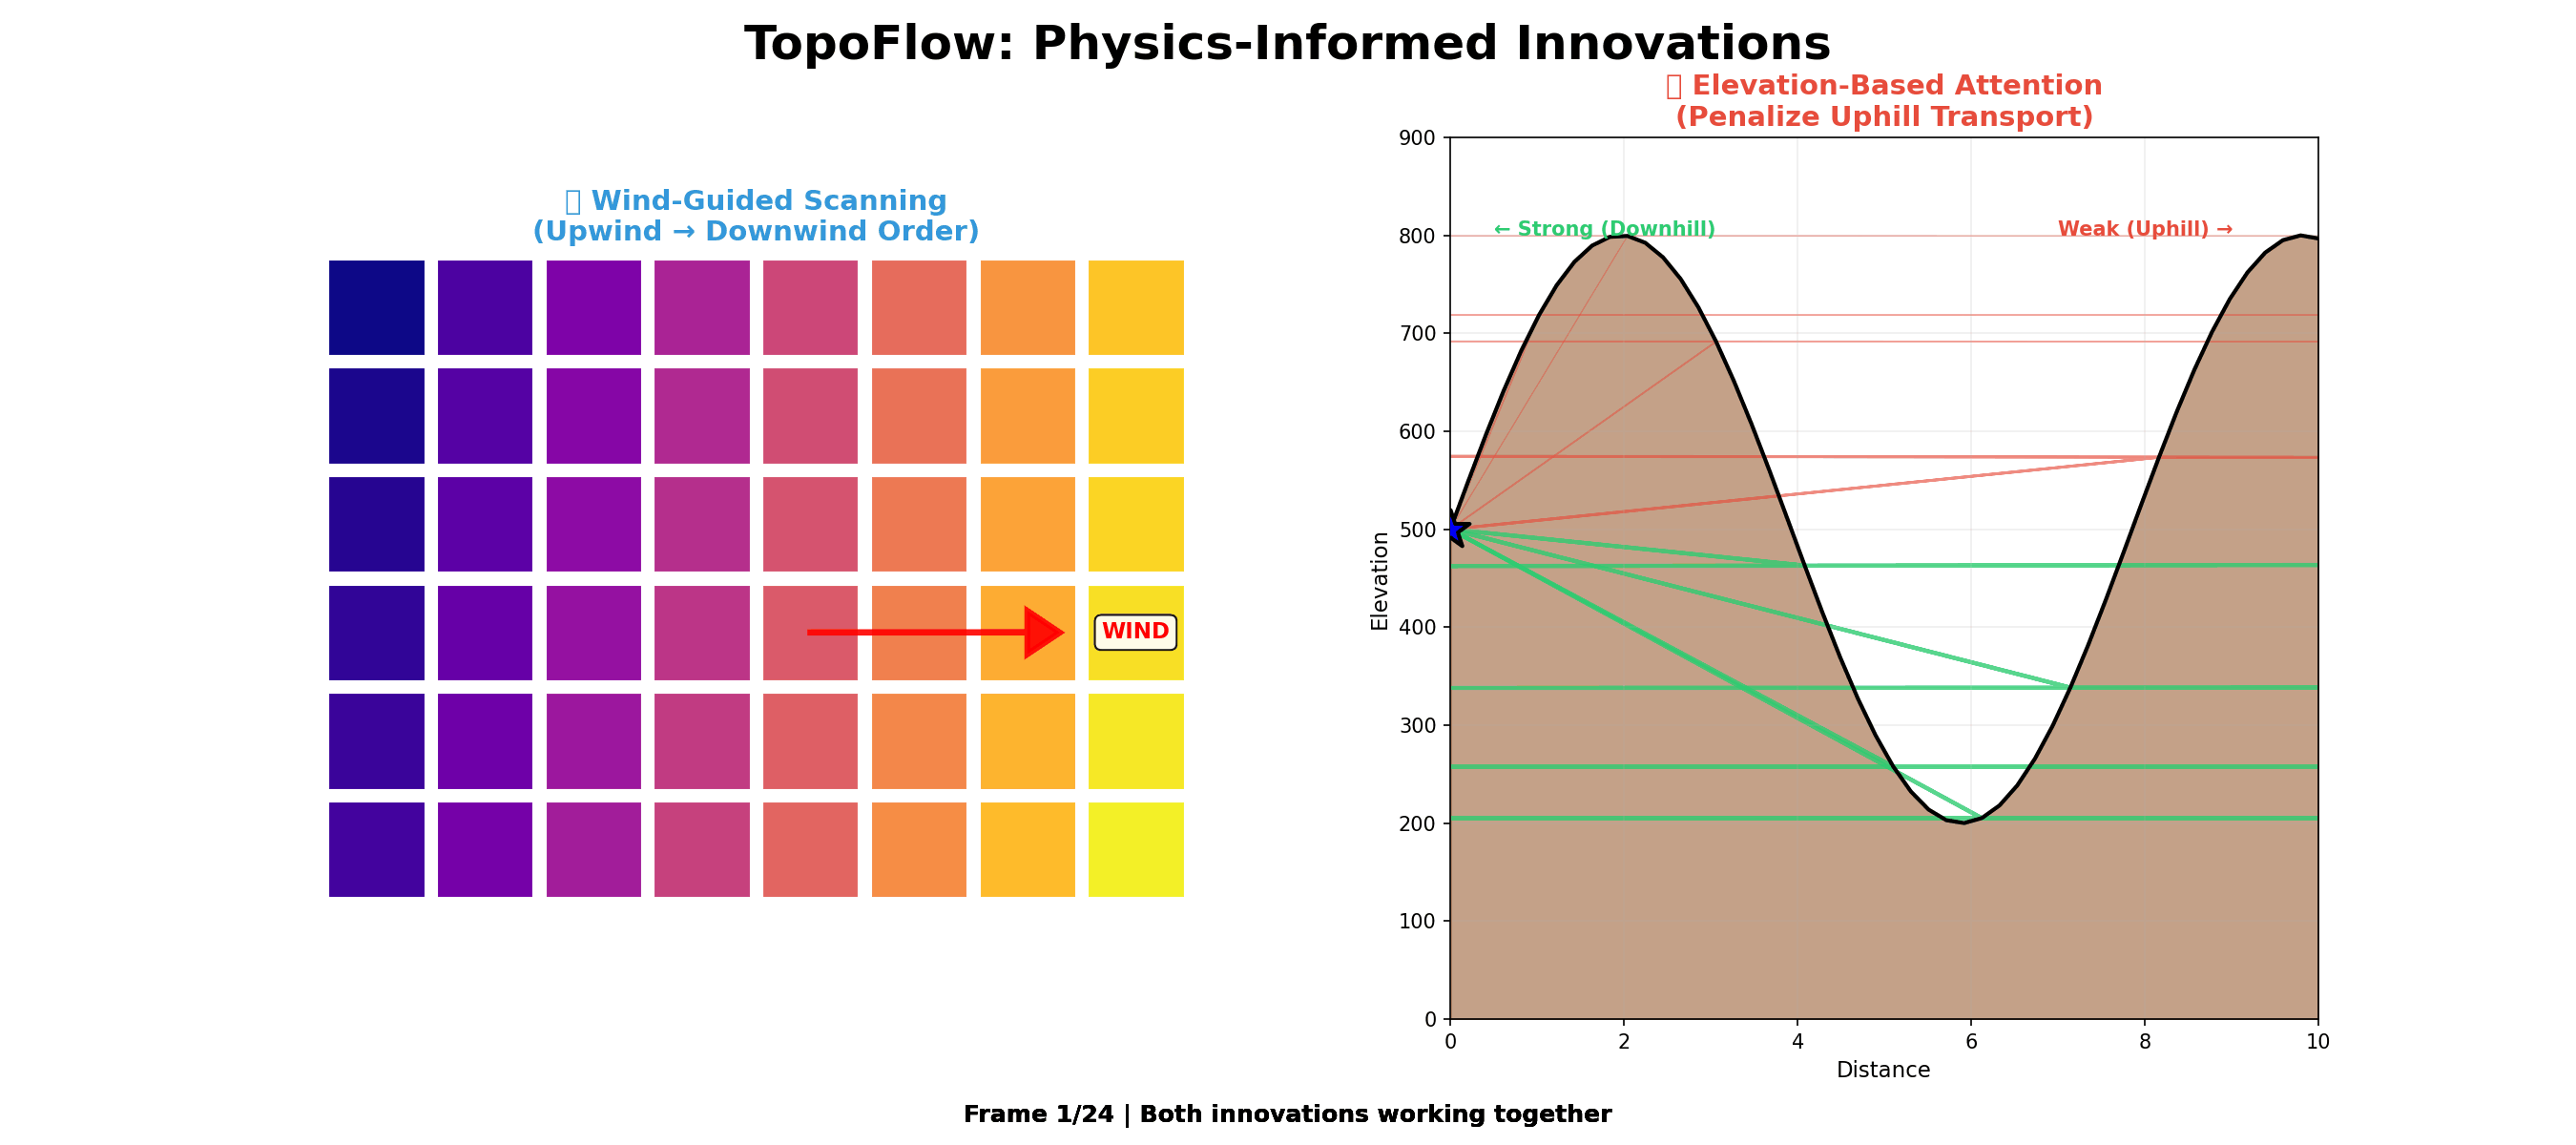 TopoFlow: Physics-Informed Innovations
Wind-Guided Scanning
(Upwind → Downwind Order)
WIND
Elevation-Based Attention
(Penalize Uphill Transport)
← Strong (Downhill)
Weak (Uphill) →
900
800
700
600
500
400
300
200
100
0
Elevation
0 2 4 6 8 10
Distance
Frame 1/24 | Both innovations working together